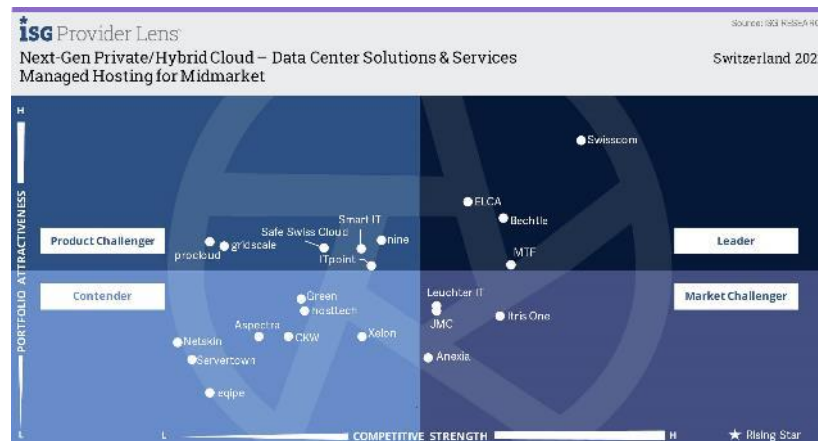 ISG Provider Lens
Source: ISG RESEAR
Next-Gen Private/Hybrid Cloud – Data Center Solutions & Services
Managed Hosting for Midmarket
Switzerland 202
H
PORTFOLIO ATTRACTIVENESS
L
Product Challenger
Leader
Contender
Market Challenger
Swisscom
ELCA
Bechtle
MTF
Smart IT
Safe Swiss Cloud
nine
gridscale
procloud
ITpoint
Green
hosttech
Aspectra
CKW
Xelon
Netskin
Servertown
eqipe
Leuchter IT
JMC
Itris One
Anexia
L
COMPETITIVE STRENGTH
H
★ Rising Star